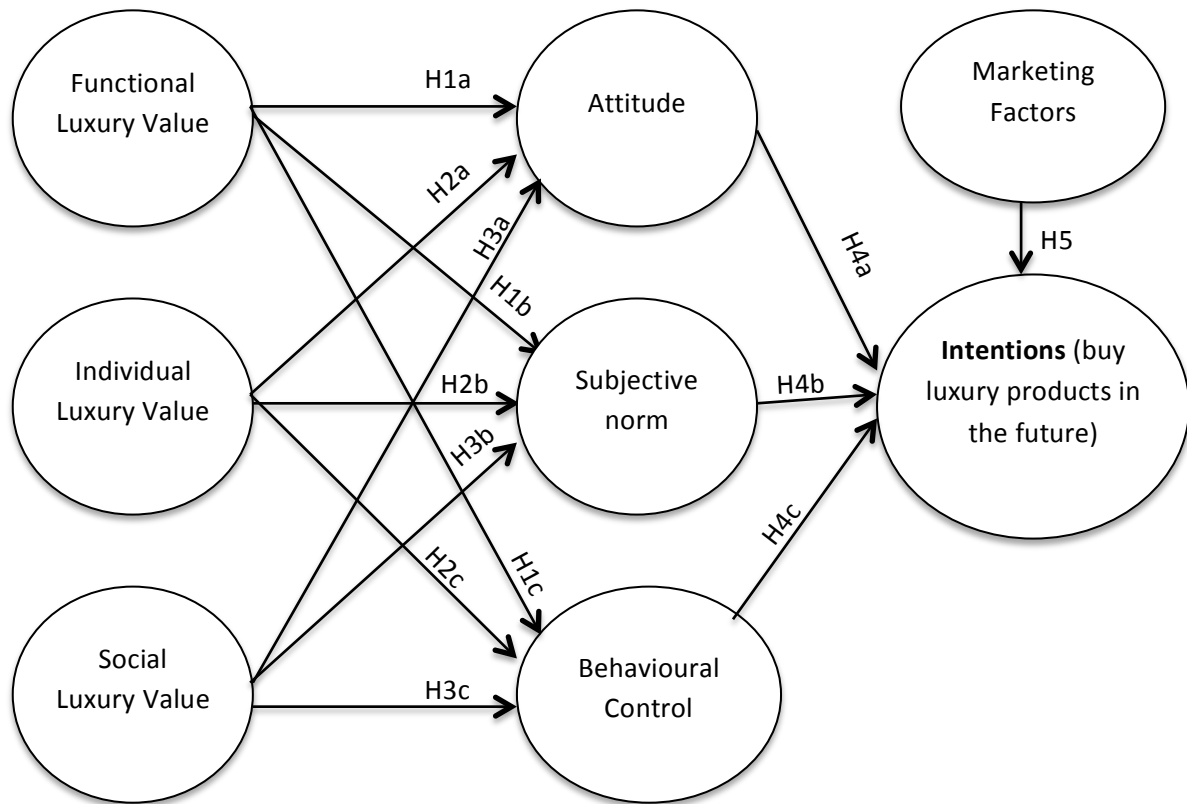 Functional
Luxury Value
H1a
Attitude
Marketing
Factors
H2a
H3a
H1b
H4a
H5
Individual
Luxury Value
H2b
H3b
Subjective
norm
H4b
Intentions (buy
luxury products in
the future)
H2c
H1c
H4c
Social
Luxury Value
H3c
Behavioural
Control